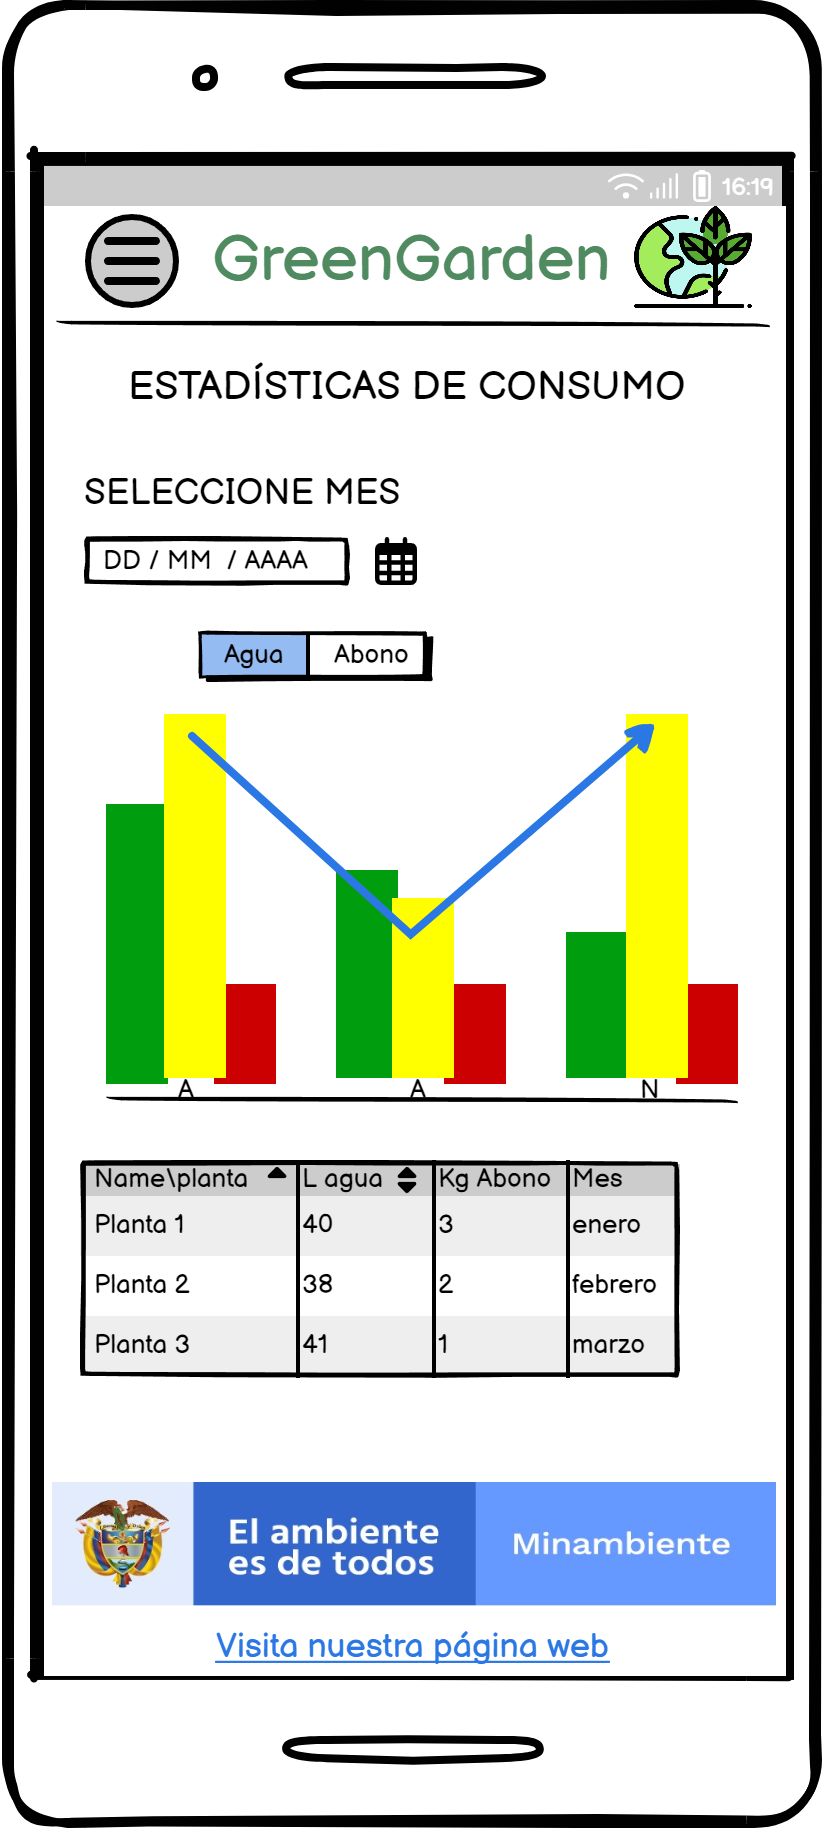 16:19
GreenGarden
ESTADÍSTICAS DE CONSUMO
SELECCIONE MES
DD / MM / AAAA
Agua Abono
A A N
Name\planta L agua Kg Abono Mes
Planta 1 40 3 enero
Planta 2 38 2 febrero
Planta 3 41 1 marzo
El ambiente
es de todos
Minambiente
Visita nuestra página web